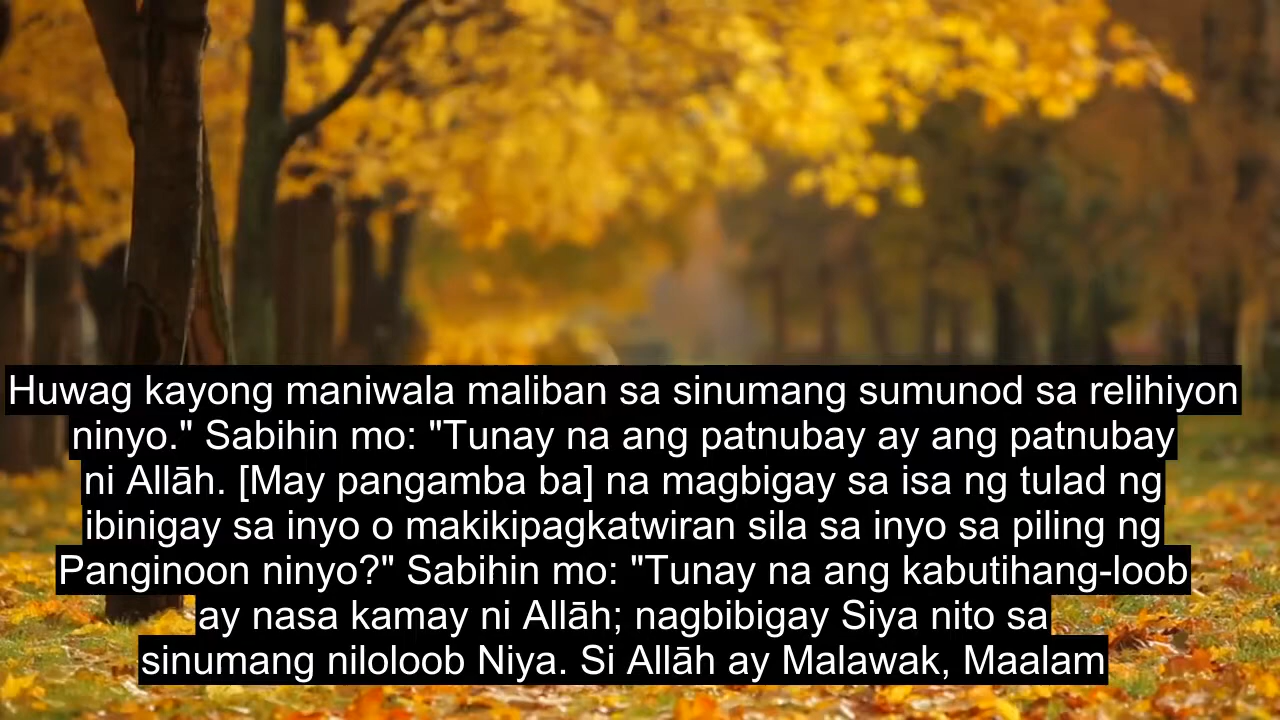 Huwag kayong maniwala maliban sa sinumang sumunod sa relihiyon
ninyo." Sabihin mo: "Tunay na ang patnubay ay ang patnubay
ni Allāh. [May pangamba ba] na magbigay sa isa ng tulad ng
ibinigay sa inyo o makikipagkatwiran sila sa inyo sa piling ng
Panginoon ninyo?" Sabihin mo: "Tunay na ang kabutihang-loob
ay nasa kamay ni Allāh; nagbibigay Siya nito sa
sinumang niloloob Niya. Si Allāh ay Malawak, Maalam